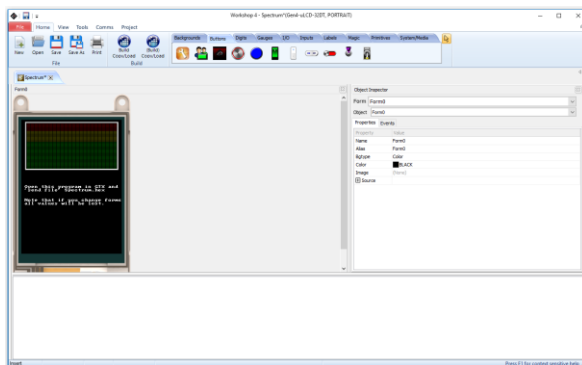 Workshop 4 - Spectrum*(Gen4-uLCD-32DT, PORTRAIT)
File Home View Tools Comms Project
New Open Save Save As Print
(Build) Copy/Load (Build) Copy/Load
File Build
Backgrounds Buttons Digits Gauges I/O Inputs Labels Magic Primitives System/Media
Spectrum*
Form0
Open this program in GTX and
'Send File' Spectrum.Hex
Note that if you change Forms
all values will be lost.
Object Inspector
Form Form0
Object Form0
Properties Events
Property Value
Name Form0
Alias Form0
Bgtype Color
Color BLACK
Image (Form)
Source
Insert
Press F1 for context sensitive help